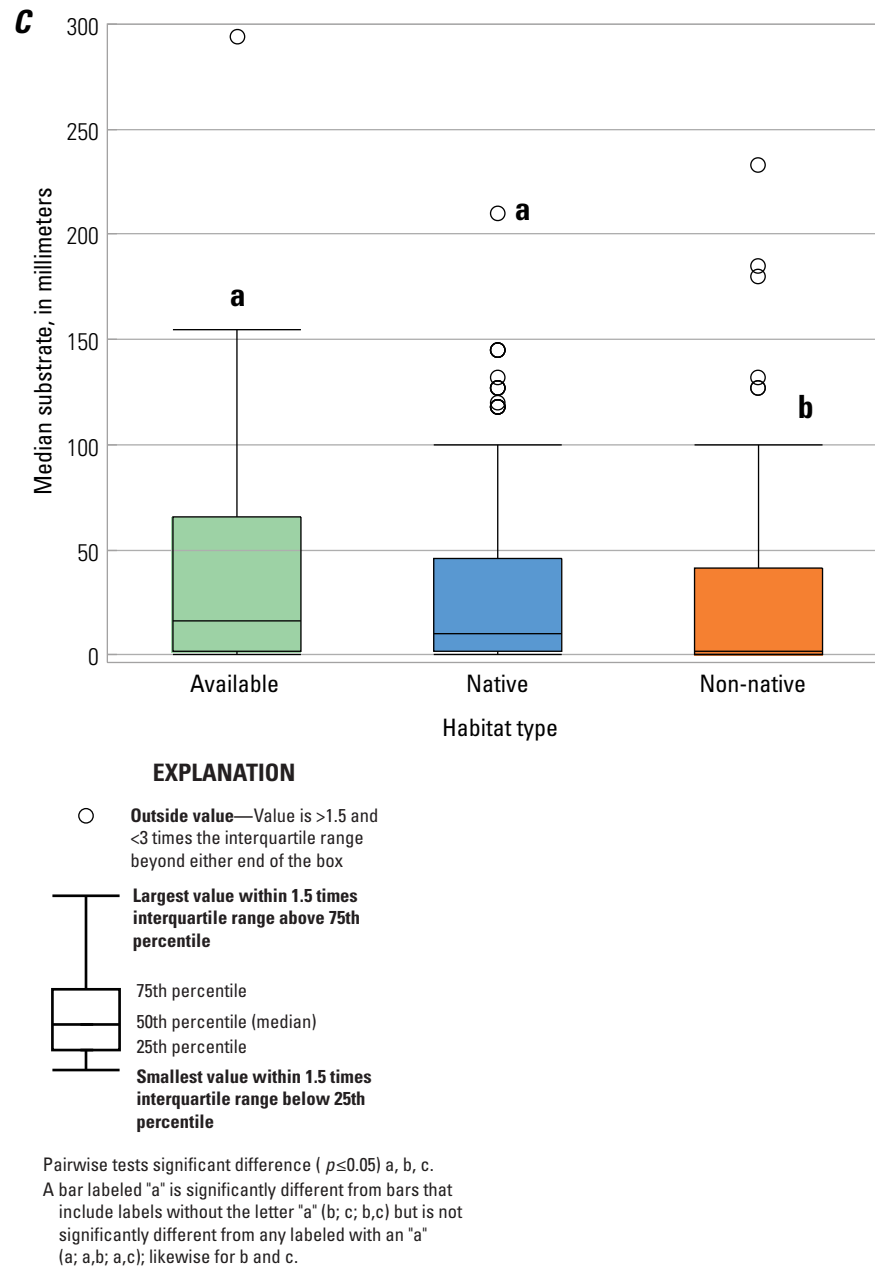 C
300
250
200
150
100
50
0
Median substrate, in millimeters
a
a
b
Available
Native
Non-native
Habitat type
EXPLANATION
Outside value—Value is >1.5 and
<3 times the interquartile range
beyond either end of the box
Largest value within 1.5 times
interquartile range above 75th
percentile
75th percentile
50th percentile (median)
25th percentile
Smallest value within 1.5 times
interquartile range below 25th
percentile
Pairwise tests significant difference ( p≤0.05) a, b, c.
A bar labeled "a" is significantly different from bars that
include labels without the letter "a" (b; c; b,c) but is not
significantly different from any labeled with an "a"
(a; a,b; a,c); likewise for b and c.